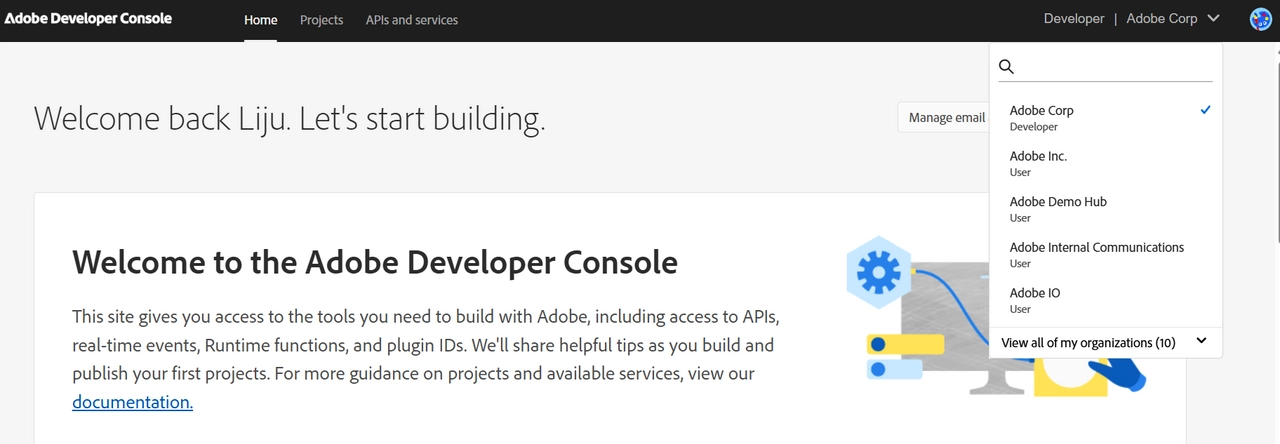 Adobe Developer Console
Home
Projects
APIs and services
Developer | Adobe Corp
Welcome back Liju. Let's start building.
Manage email
Adobe Corp
Developer
Adobe Inc.
User
Adobe Demo Hub
User
Adobe Internal Communications
User
Adobe IO
User
View all of my organizations (10)
Welcome to the Adobe Developer Console
This site gives you access to the tools you need to build with Adobe, including access to APIs,
real-time events, Runtime functions, and plugin IDs. We'll share helpful tips as you build and
publish your first projects. For more guidance on projects and available services, view our
documentation.